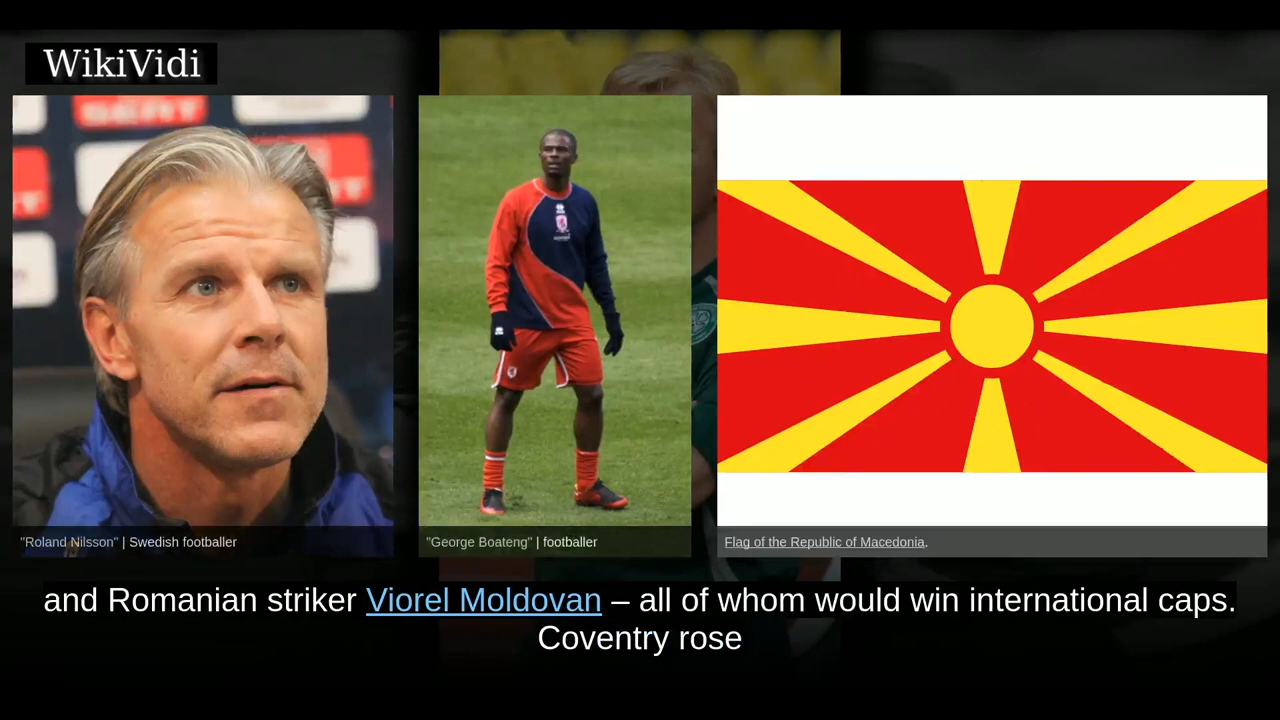 WikiVidi
"Roland Nilsson" | Swedish footballer
"George Boateng" | footballer
Flag of the Republic of Macedonia.
and Romanian striker Viorel Moldovan – all of whom would win international caps.
Coventry rose